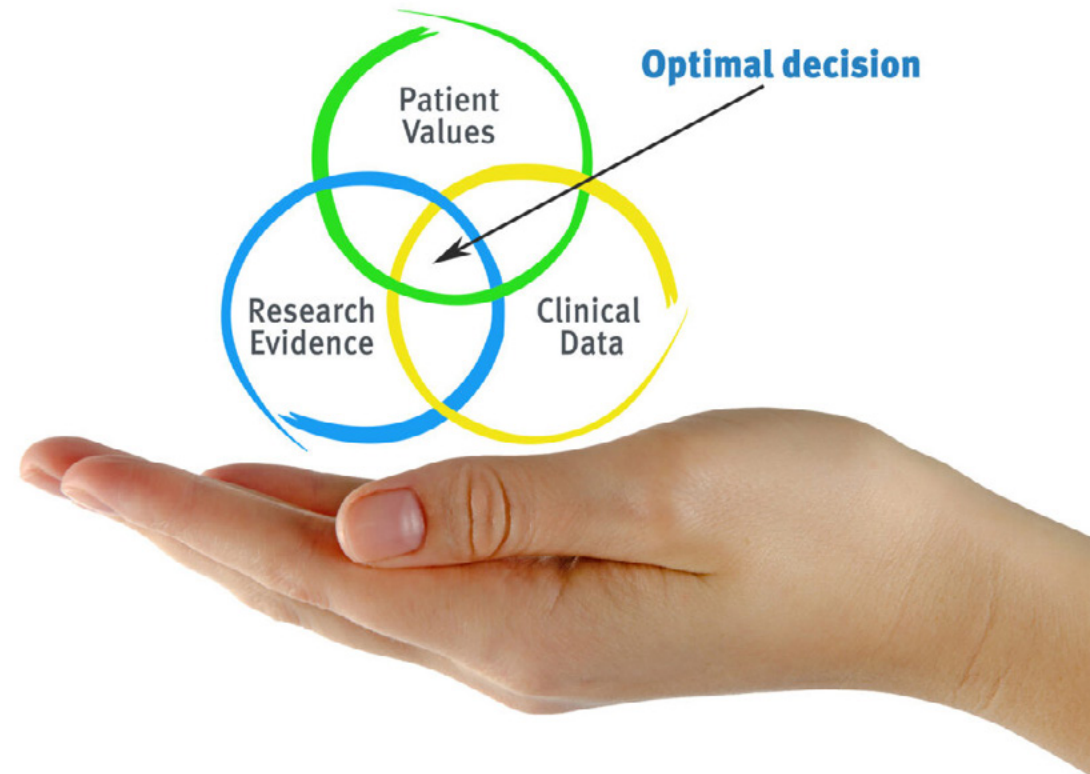 Optimal decision
Patient
Values
Research
Evidence
Clinical
Data